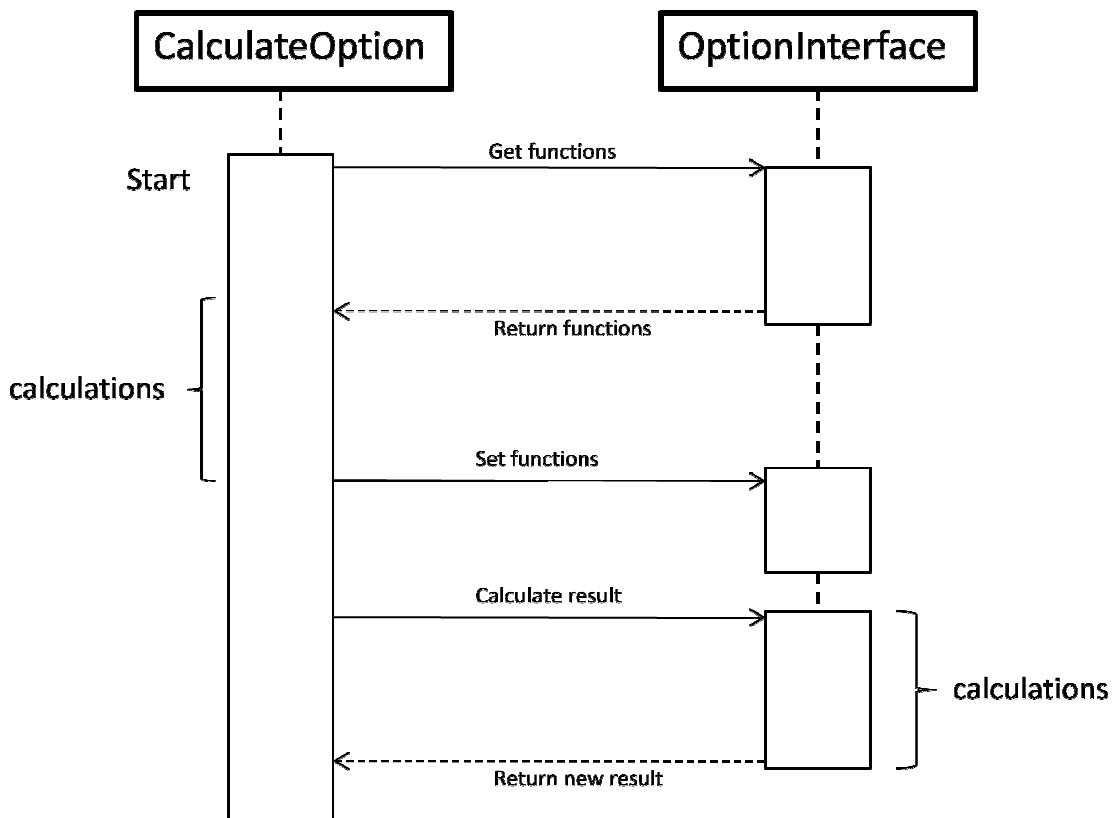 CalculateOption
OptionInterface
Get functions
Start
Return functions
calculations
Set functions
Calculate result
calculations
Return new result